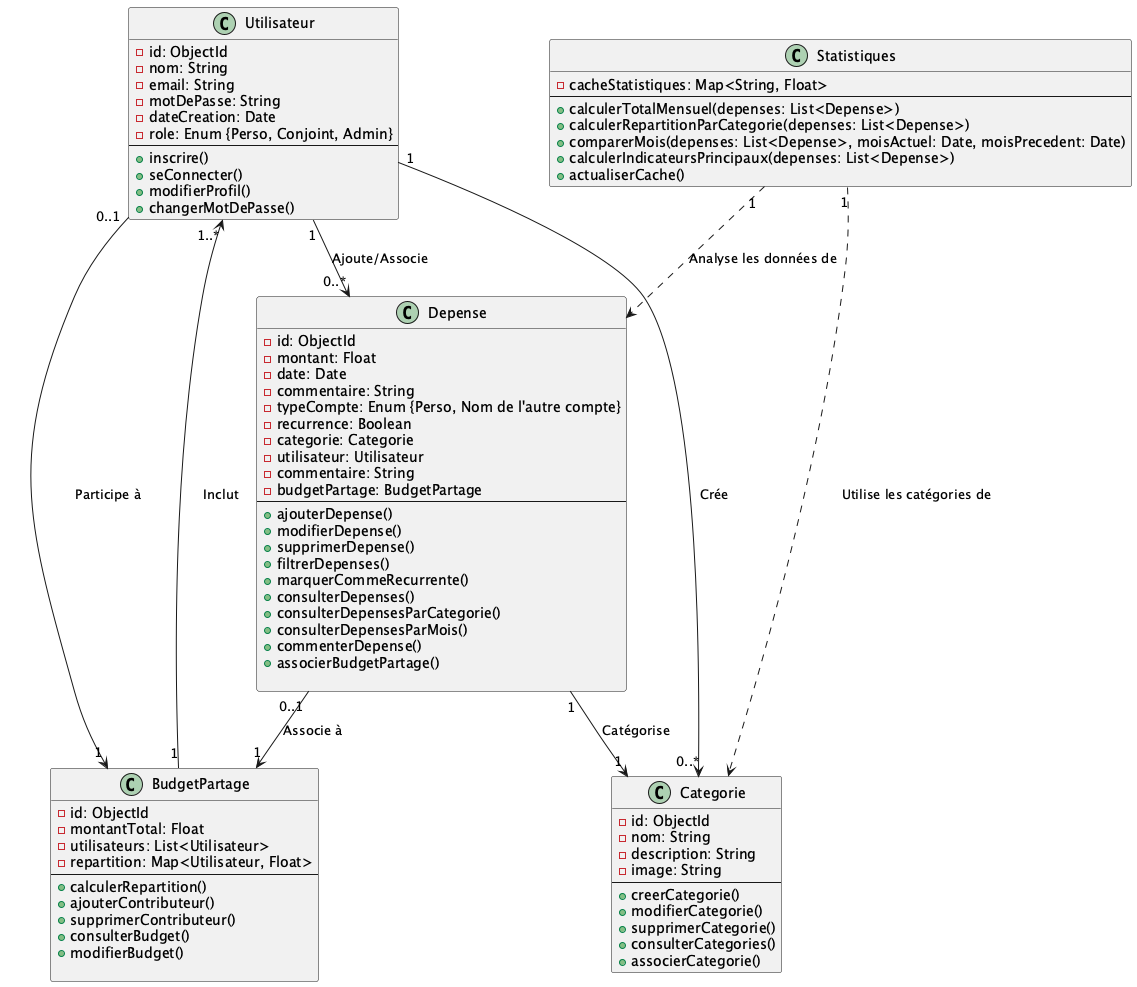 C Utilisateur
id: ObjectId
nom: String
email: String
motDePasse: String
dateCreation: Date
role: Enum {Perso, Conjoint, Admin}
inscrire()
seConnecter()
modifierProfil()
changerMotDePasse()
C Statistiques
cacheStatistiques: Map<String, Float>
calculerTotalMensuel(depenses: List<Depense>)
calculerRepartitionParCategorie(depenses: List<Depense>)
comparerMois(depenses: List<Depense>, moisActuel: Date, moisPrecedent: Date)
calculerIndicateursPrincipaux(depenses: List<Depense>)
actualiserCache()
1
0..1
1..*
1
1
1
Ajoute/Associe
Analyse les données de
0..*
C Depense
id: ObjectId
montant: Float
date: Date
commentaire: String
typeCompte: Enum {Perso, Nom de l'autre compte}
recurrence: Boolean
categorie: Categorie
utilisateur: Utilisateur
commentaire: String
budgetPartage: BudgetPartage
ajouterDepense()
modifierDepense()
supprimerDepense()
filtrerDepenses()
marquerCommeRecurrente()
consulterDepenses()
consulterDepensesParCategorie()
consulterDepensesParMois()
commenterDepense()
associerBudgetPartage()
Participe à
Inclut
Crée
Utilise les catégories de
0..1
1
Associe à
Catégorise
1
1
1
1
0..*
C BudgetPartage
id: ObjectId
montantTotal: Float
utilisateurs: List<Utilisateur>
repartition: Map<Utilisateur, Float>
calculerRepartition()
ajouterContributeur()
supprimerContributeur()
consulterBudget()
modifierBudget()
C Categorie
id: ObjectId
nom: String
description: String
image: String
creerCategorie()
modifierCategorie()
supprimerCategorie()
consulterCategories()
associerCategorie()